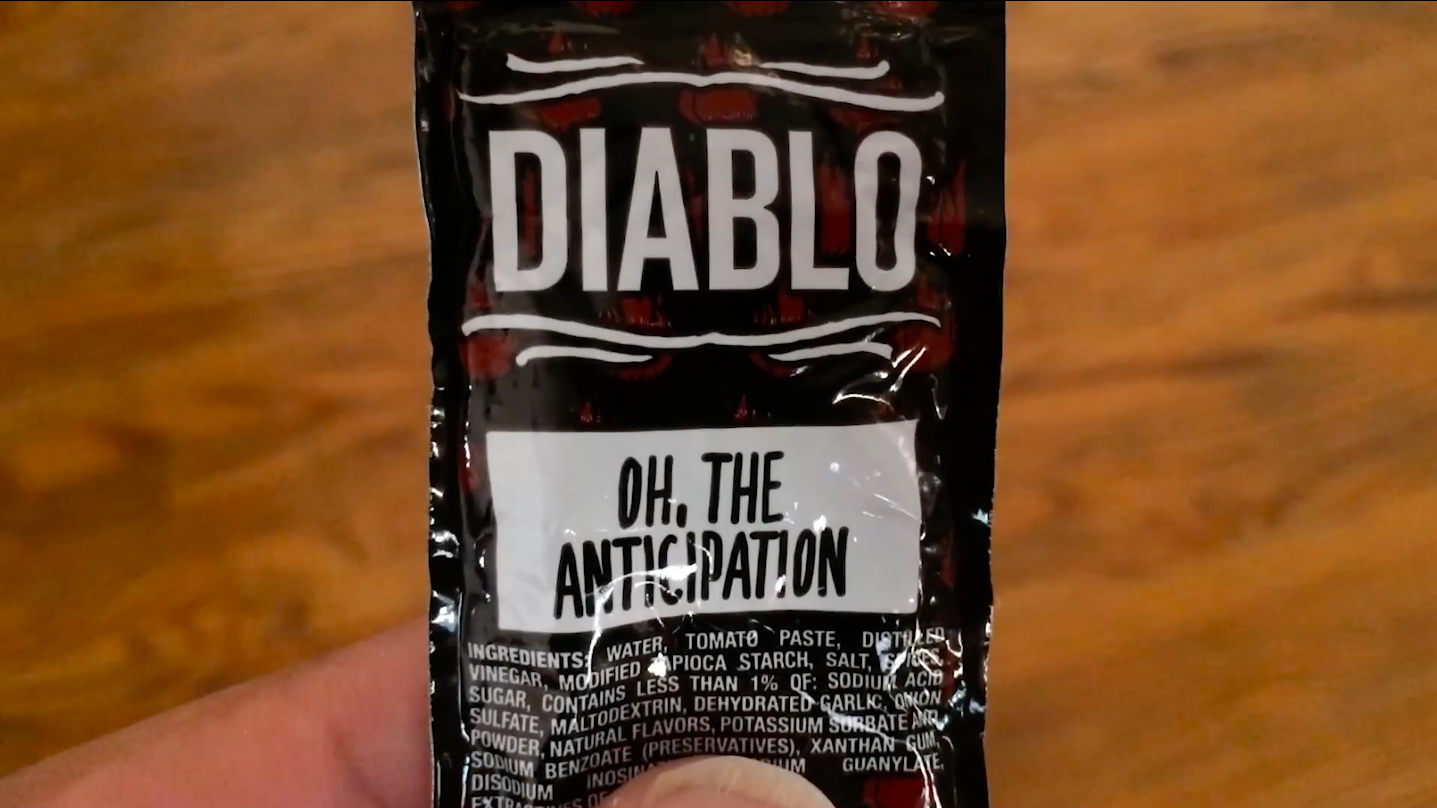 DIABLO
OH, THE
ANTICIPATION
INGREDIENTS: WATER, TOMATO PASTE, DISTILLED
VINEGAR, MODIFIED TAPIOCA STARCH, SALT, SPICES,
SUGAR, CONTAINS LESS THAN 1% OF: SODIUM ACID
SULFATE, MALTODEXTRIN, DEHYDRATED GARLIC, ONION
POWDER, NATURAL FLAVORS, POTASSIUM SORBATE AND
SODIUM BENZOATE (PRESERVATIVES), XANTHAN GUM,
DISODIUM GUANYLATE,